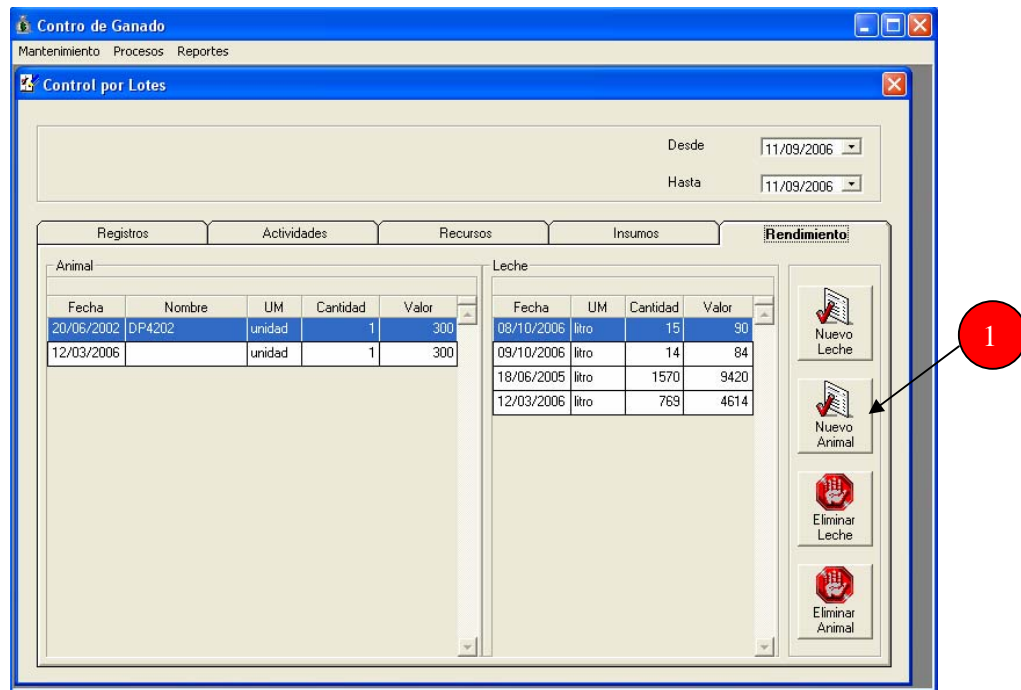 Contro de Ganado
Mantenimiento Procesos Reportes
Control por Lotes
Desde 11/09/2006
Hasta 11/09/2006
Registros Actividades Recursos Insumos Rendimiento
Animal
Fecha Nombre UM Cantidad Valor
20/06/2002 DP4202 unidad 1 300
12/03/2006 unidad 1 300
Leche
Fecha UM Cantidad Valor
08/10/2006 litro 15 90
09/10/2006 litro 14 84
18/06/2005 litro 1570 9420
12/03/2006 litro 769 4614
Nuevo
Leche
Nuevo
Animal
Eliminar
Leche
Eliminar
Animal
1